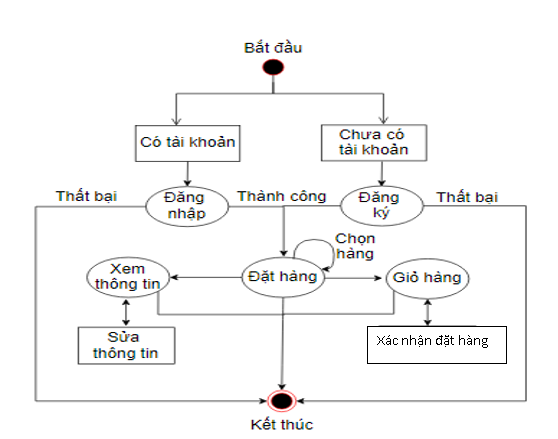 Bắt đầu
Có tài khoản
Chưa có
tài khoản
Thất bại
Đăng
nhập
Thành công
Đăng
ký
Thất bại
Chọn
hàng
Xem
thông tin
Đặt hàng
Giỏ hàng
Sửa
thông tin
Xác nhận đặt hàng
Kết thúc